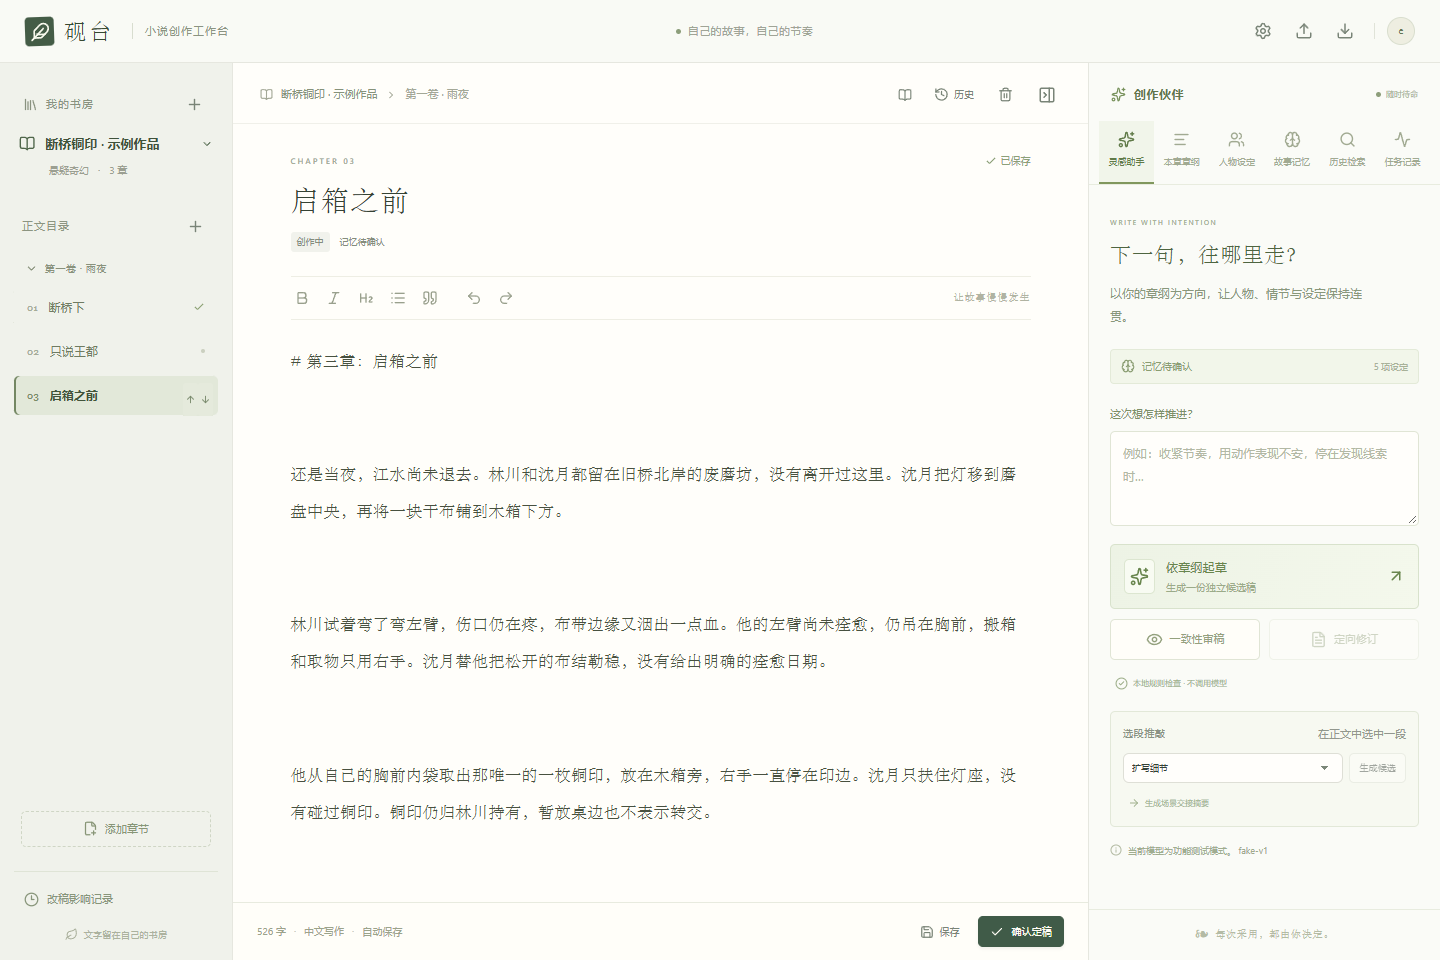 砚台
小说创作工作台
自己的故事，自己的节奏
e
我的书房
断桥铜印 · 示例作品
悬疑奇幻 · 3 章
正文目录
第一卷 · 雨夜
01 断桥下
02 只说王都
03 启箱之前
添加章节
改稿影响记录
文字留在自己的书房
断桥铜印 · 示例作品 > 第一卷 · 雨夜
历史
CHAPTER 03
已保存
启箱之前
创作中 记忆待确认
B I H2
让故事慢慢发生
# 第三章：启箱之前
还是当夜，江水尚未退去。林川和沈月都留在旧桥北岸的废磨坊，没有离开过这里。沈月把灯移到磨
盘中央，再将一块干布铺到木箱下方。
林川试着弯了弯左臂，伤口仍在疼，布带边缘又洇出一点血。他的左臂尚未痊愈，仍吊在胸前，搬箱
和取物只用右手。沈月替他把松开的布结勒稳，没有给出明确的痊愈日期。
他从自己的胸前内袋取出那唯一的一枚铜印，放在木箱旁，右手一直停在印边。沈月只扶住灯座，没
有碰过铜印。铜印仍归林川持有，暂放桌边也不表示转交。
526 字 · 中文写作 · 自动保存
保存
确认定稿
创作伙伴
随时待命
灵感助手
本章章纲
人物设定
故事记忆
历史检索
任务记录
WRITE WITH INTENTION
下一句，往哪里走？
以你的章纲为方向，让人物、情节与设定保持连
贯。
记忆待确认
5 项设定
这次想怎样推进？
例如：收紧节奏，用动作表现不安，停在发现线索
时...
依章纲起草
生成一份独立候选稿
一致性审稿
定向修订
本地规则检查 · 不调用模型
选段推敲
在正文中选中一段
扩写细节
生成候选
生成场景交接摘要
当前模型为功能测试模式。 fake-v1
每次采用，都由你决定。